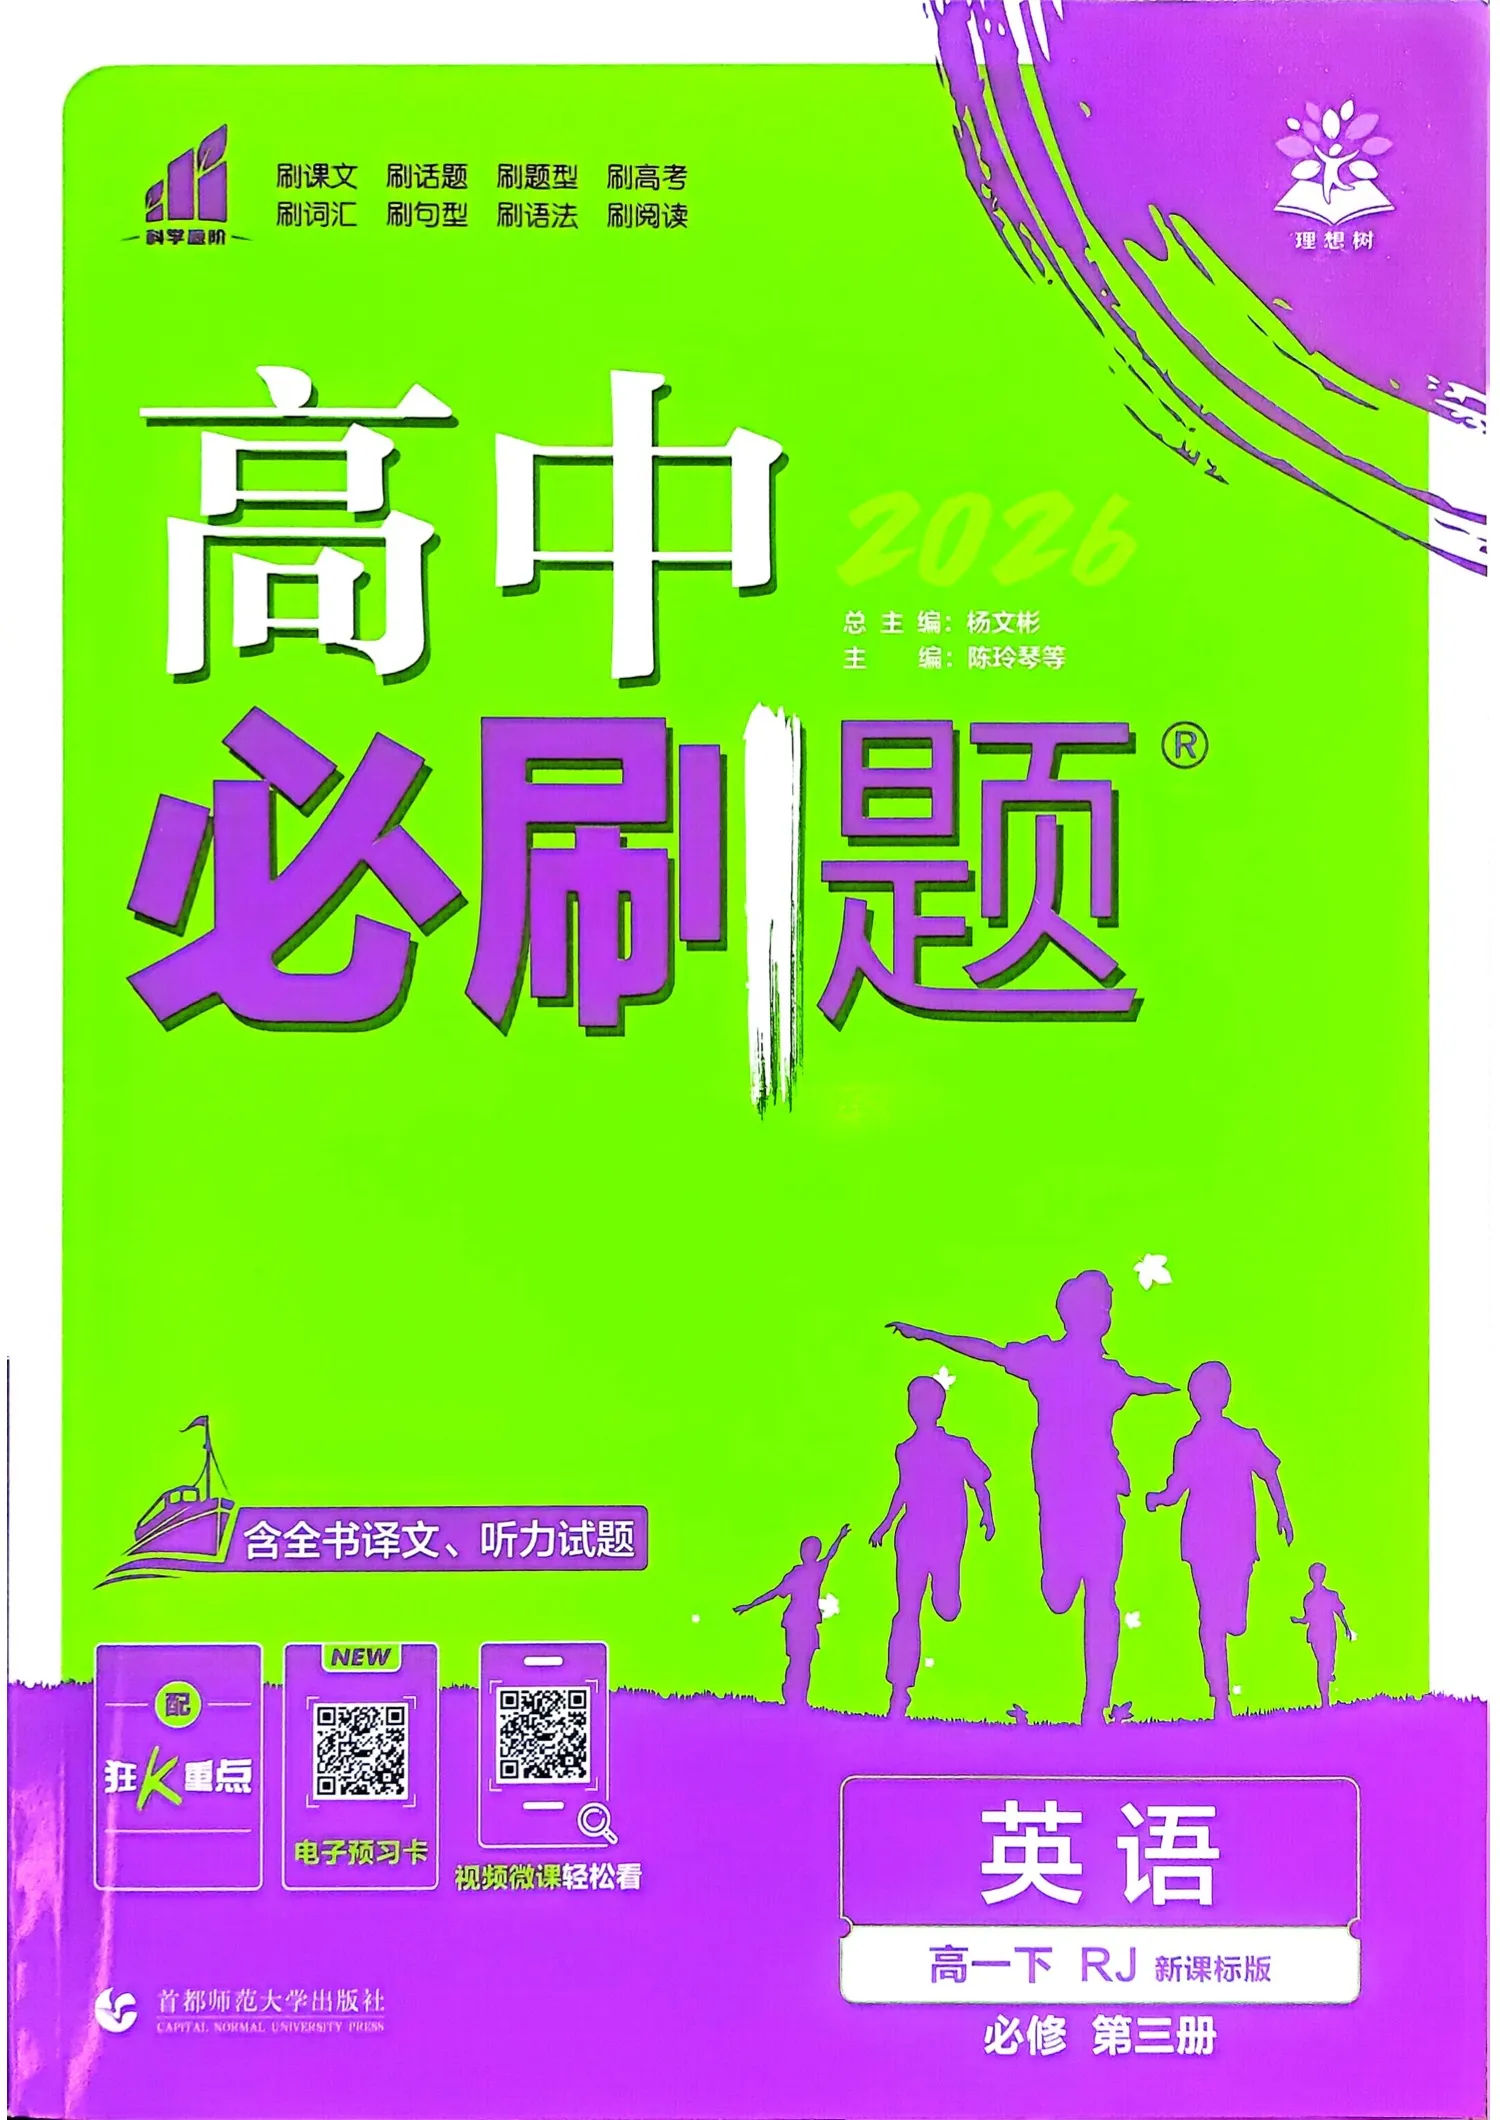 刷课文 刷话题 刷题型 刷高考
刷词汇 刷句型 刷语法 刷阅读
科学晋阶
理想树
高中
2026
总主编：杨文彬
主 编：陈玲琴等
必刷题®
含全书译文、听力试题
配
狂K重点
NEW
电子预习卡
视频微课轻松看
英语
高一下 RJ 新课标版
必修 第三册
首都师范大学出版社
CAPITAL NORMAL UNIVERSITY PRESS